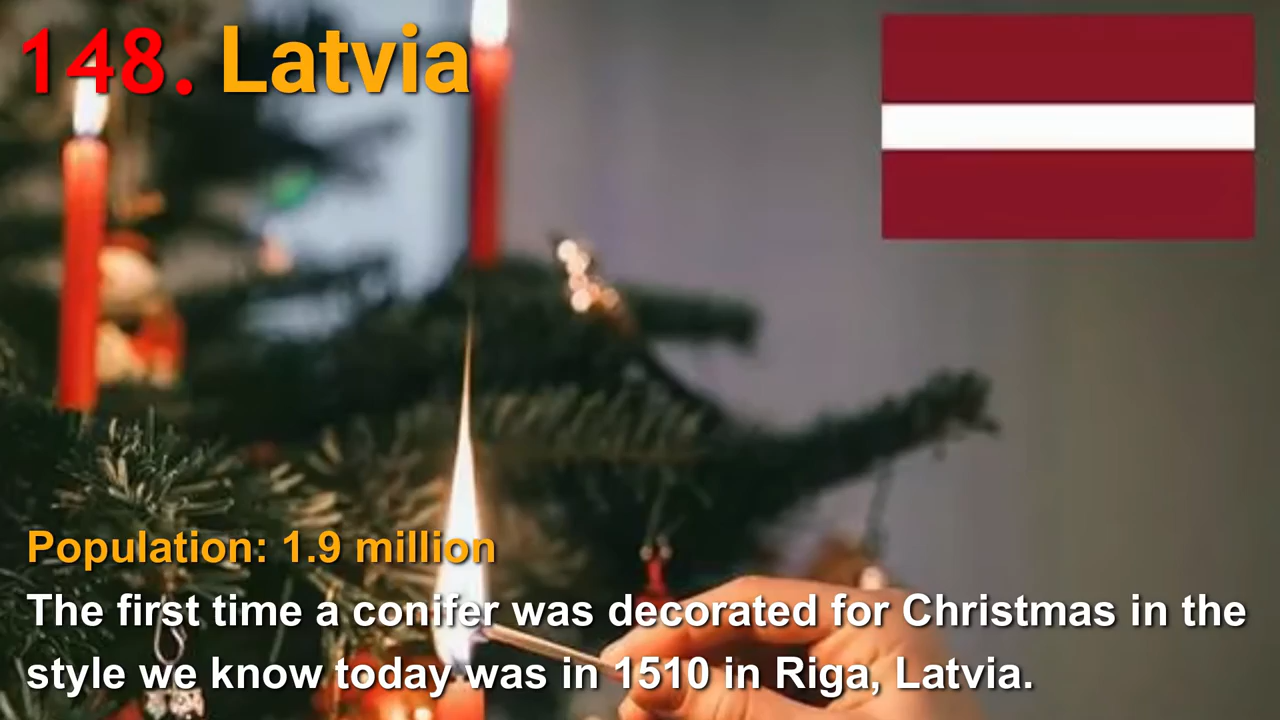 148. Latvia
Population: 1.9 million
The first time a conifer was decorated for Christmas in the
style we know today was in 1510 in Riga, Latvia.